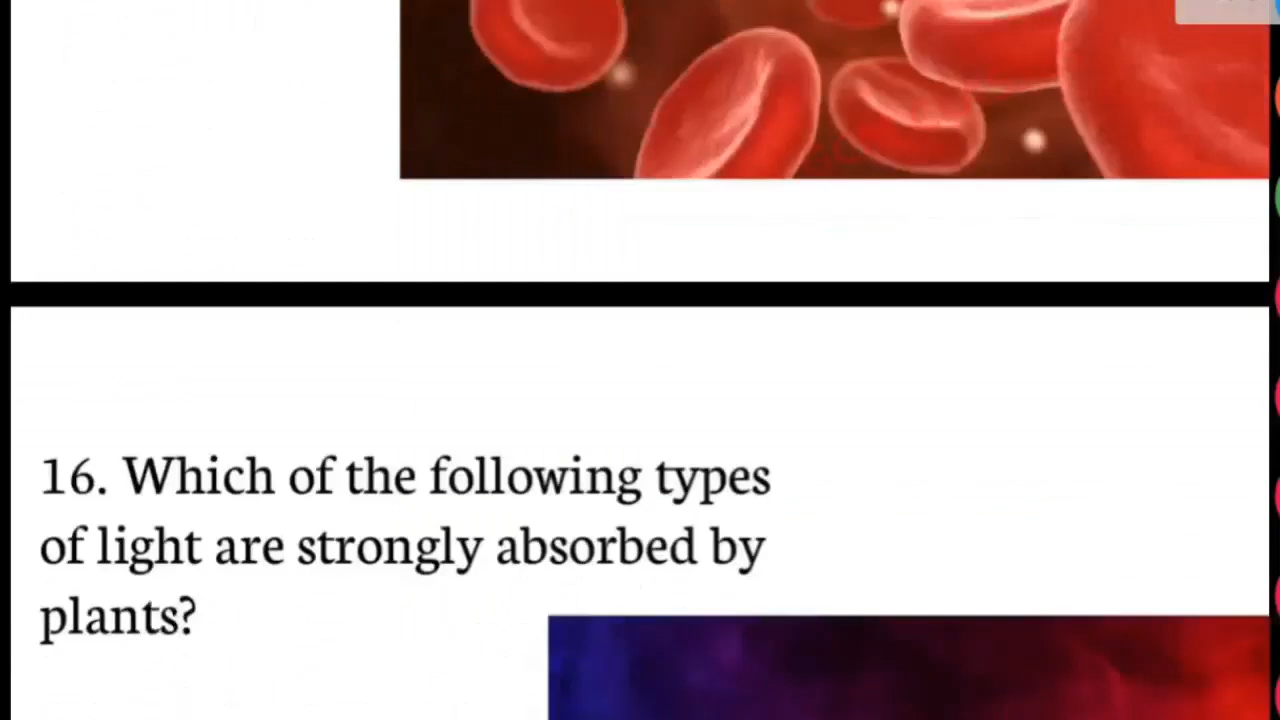 16. Which of the following types
of light are strongly absorbed by
plants?